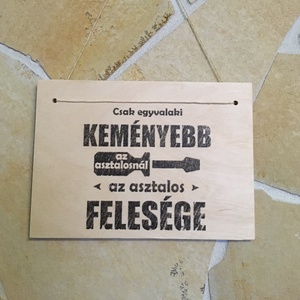 Csak egyvalaki
KEMÉNYEBB
az
asztalosnál
az asztalos
FELESÉGE